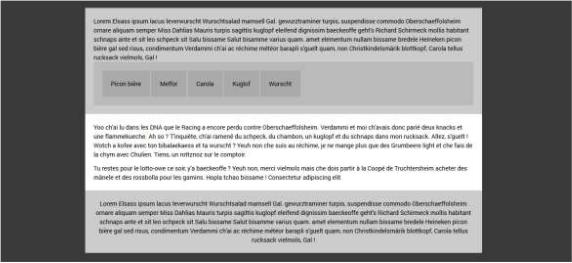 Lorem Elsass ipsum lacus leverwurscht Wurschtsalad mamsell Gal. gewurztraminer turpis, suspendisse commodo Oberschaeffolsheim
ornare aliquam semper Miss Dahlias Mauris turpis sagittis kuglopf eleifend dignissim baeckeoffe geht's Richard Schirmeck mollis habitant
schnaps ante et sit leo schpeck sit Salu bissame Salut bissame varius quam. amet elementum nullam bissame bredele Heineken picon
bière gal sed risus, condimentum Verdammi ch'ai ac réchime météor barapli s'guelt quam. non Christkindelsmärik blottkopf, Carola tellus
rucksack vielmols, Gal !
Picon bière Meteor Carola Kuglof Wurscht
Yoo ch'ai lu dans les DNA que le Racing a encore perdu contre Oberschaeffolsheim. Verdammi et moi ch'avais donc parié deux knacks et
une flammekueche. Ah so ? T'inquiète, ch'ai ramené du schpeck, du chambon, un kuglopf et du schnaps dans mon rucksack. Allez, s'guelt !
Wotch a kofee avec ton bibalaekaess et ta wurscht ? Yeuh non che suis au réchime, je ne mange plus que des Grumbeere light et che fais de
la chym avec Chulien. Tiens, un rottznoz sur le comptoir.
Tu restes pour le lotto-owe ce soir, y'a baeckeoffe ? Yeuh non, merci vielmols mais che dois partir à la Coopé de Truchtersheim acheter des
mänele et des rossbolla pour les gamins. Hopla tchao bissame ! Consectetur adipiscing elit
Lorem Elsass ipsum lacus leverwurscht Wurschtsalad mamsell Gal. gewurztraminer turpis, suspendisse commodo Oberschaeffolsheim
ornare aliquam semper Miss Dahlias Mauris turpis sagittis kuglopf eleifend dignissim baeckeoffe geht's Richard Schirmeck mollis habitant
schnaps ante et sit leo schpeck sit Salu bissame Salut bissame varius quam. amet elementum nullam bissame bredele Heineken picon
bière gal sed risus, condimentum Verdammi ch'ai ac réchime météor barapli s'guelt quam. non Christkindelsmärik blottkopf, Carola tellus
rucksack vielmols, Gal !